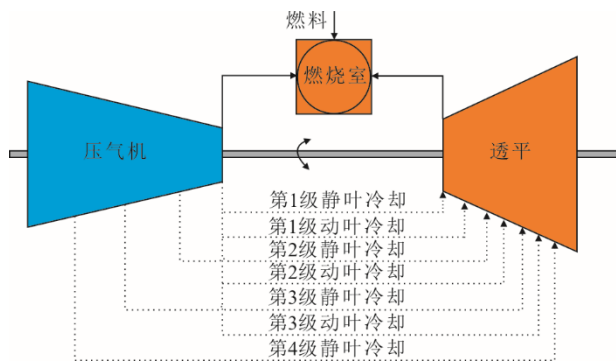 燃料
燃烧室
压气机
透平
第1级静叶冷却
第1级动叶冷却
第2级静叶冷却
第2级动叶冷却
第3级静叶冷却
第3级动叶冷却
第4级静叶冷却